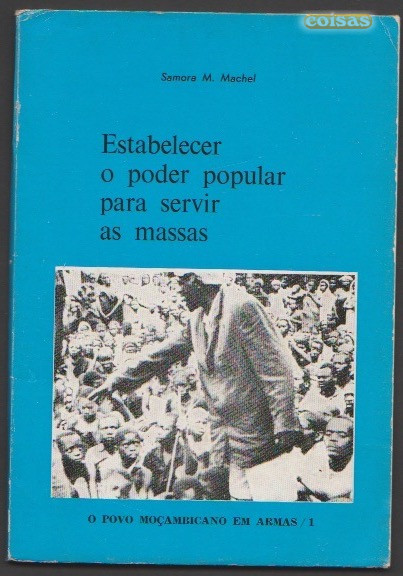 coisas
Samora M. Machel
Estabelecer
o poder popular
para servir
as massas
O POVO MOÇAMBICANO EM ARMAS / 1